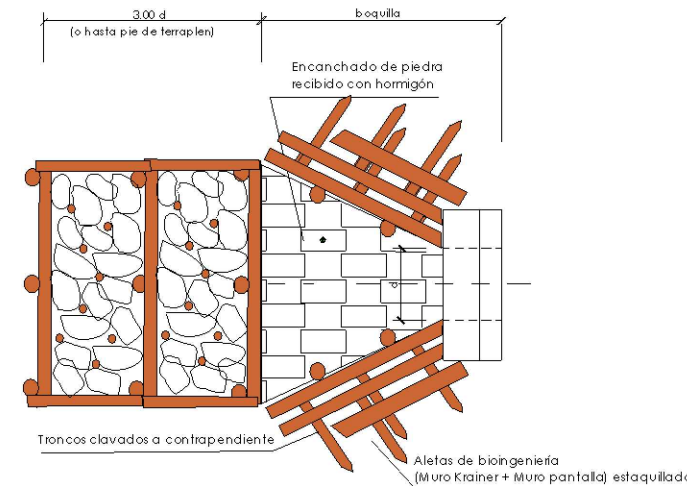 3.00 d
(o hasta pie de terraplen)
boquilla
Encanchado de piedra
recibido con hormigón
d
Troncos clavados a contrapendiente
Aletas de bioingeniería
(Muro Krainer + Muro pantalla) estaquillado